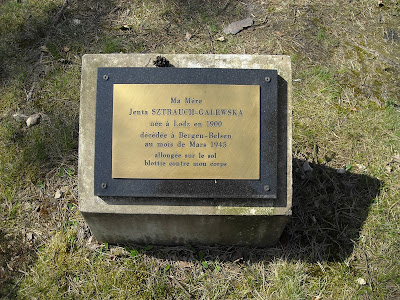 Ma Mère
Jenta SZTRAUCH-GALEWSKA
née à Lodz en 1900
décédée à Bergen-Belsen
au mois de Mars 1945
allongée sur le sol
blottie contre mon corps